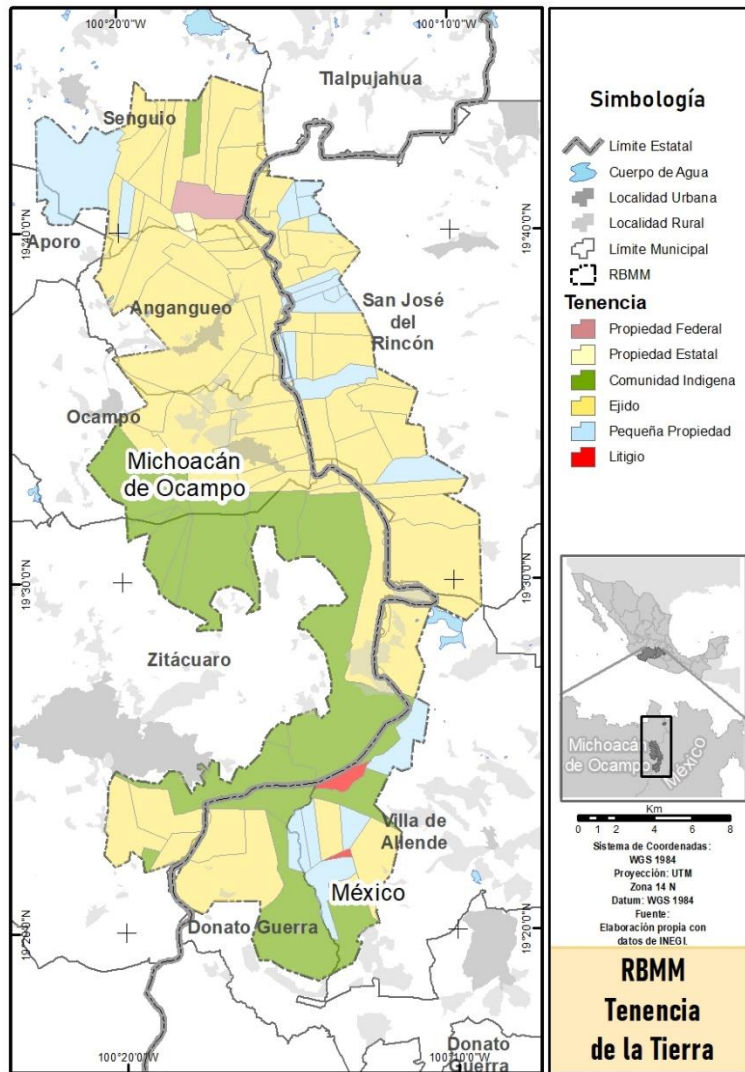 100°20'0"W
100°10'0"W
Tlalpujahua
Senguio
19°40'0"N
19°40'0"N
Aporo
Angangueo
San José
del
Rincón
Ocampo
Michoacán
de Ocampo
19°30'0"N
19°30'0"N
Zitácuaro
Villa de
Allende
México
Donato Guerra
19°20'0"N
19°20'0"N
Donato
Guerra
100°20'0"W
100°10'0"W
Simbología
Límite Estatal
Cuerpo de Agua
Localidad Urbana
Localidad Rural
Límite Municipal
RBMM
Tenencia
Propiedad Federal
Propiedad Estatal
Comunidad Indigena
Ejido
Pequeña Propiedad
Litigio
Michoacán
de Ocampo
México
Km
0 1 2 4 6 8
Sistema de Coordenadas:
WGS 1984
Proyección: UTM
Zona 14 N
Datum: WGS 1984
Fuente:
Elaboración propia con
datos de INEGI.
RBMM
Tenencia
de la Tierra